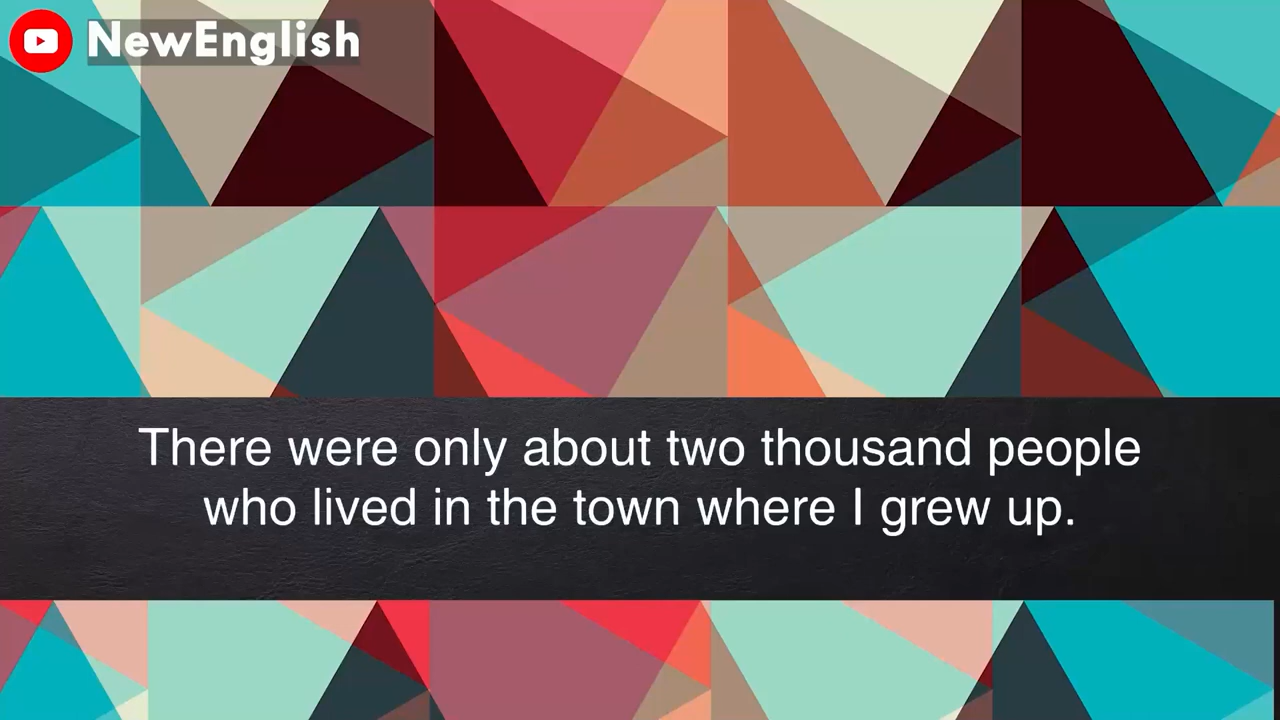 NewEnglish
There were only about two thousand people
who lived in the town where I grew up.